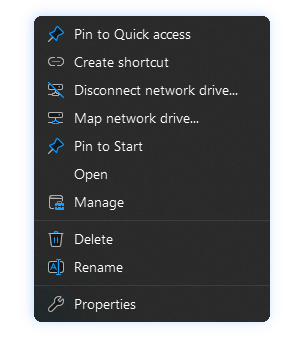 Pin to Quick access
Create shortcut
Disconnect network drive...
Map network drive...
Pin to Start
Open
Manage
Delete
Rename
Properties